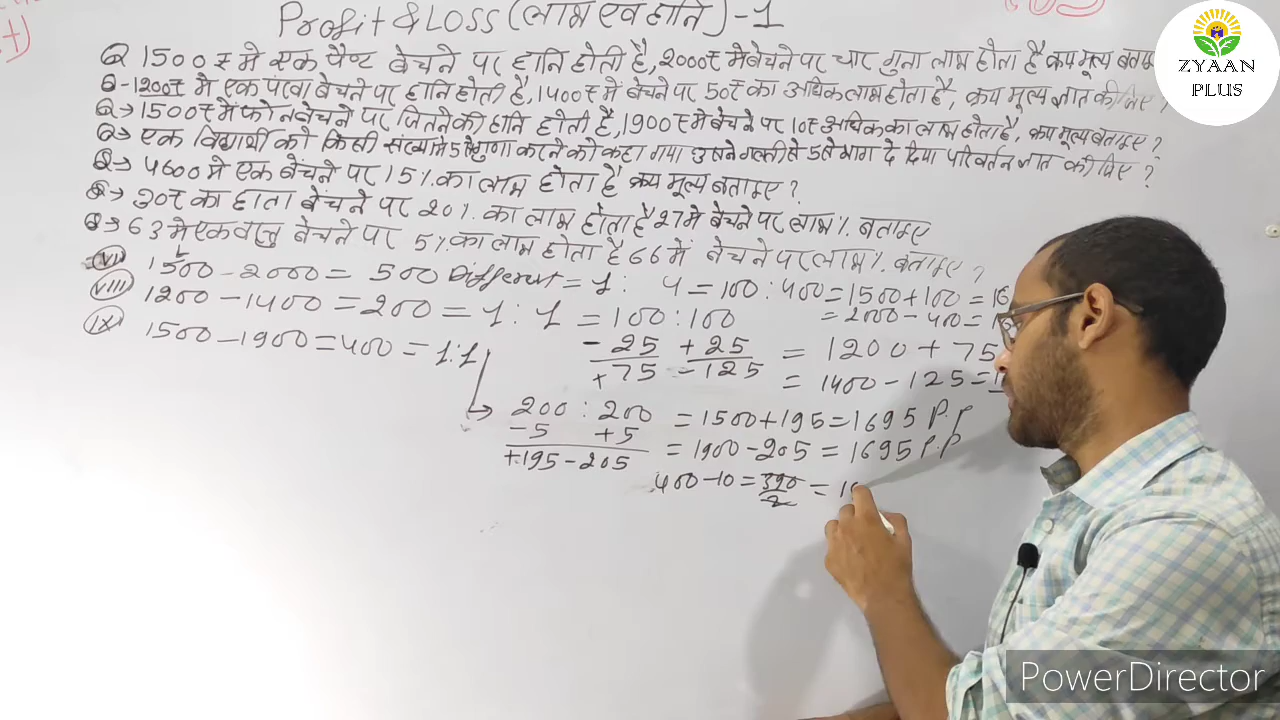 Profit & LOSS (लाभ एवं हानि) -1
Q 1500₹ मे एक पैण्ट बेचने पर हानि होती है, 2000₹ मे बेचने पर चार गुना लाभ होता है क्रय मूल्य
Q -1200₹ में एक पंखा बेचने पर हानि होती है, 1400₹ में बेचने पर 50₹ का अधिक लाभ होता है, क्रय मूल्य ज्ञात कीजिए ?
Q→ 1500₹ में फोन बेचने पर जितने की हानि होती है, 1900₹ मे बेचने पर 10₹ अधिक का लाभ होता है, क्रय मूल्य बताइए ?
Q→ एक विद्यार्थी को किसी संख्या में 5 से गुणा करने को कहा गया उसने गल्ती से 5 से भाग दे दिया परिवर्तन ज्ञात कीजिए ?
Q→ 4600 मे एक बेंचने पर 15%. का लाभ होता है क्रय मूल्य बताइए ?
Q→ 30₹ का छाता बेंचने पर 20%. का लाभ होता है 27 मे बेचने पर लाभ %. बताइए
Q→ 63 मे एक वस्तु बेंचने पर 5%. का लाभ होता है 66 में बेचने पर लाभ %. बताइए ?
1500 - 2000 = 500 Different = 1 : 4 = 100 : 400 = 1500 + 100 =
= 2000 - 400 =
VIII 1200 - 1400 = 200 = 1 : 1 = 100 : 100
- 25 + 25 = 1200 + 75
+ 75 - 125 = 1400 - 125 =
IX 1500 - 1900 = 400 = 1:1
→ 200 : 200 = 1500 + 195 = 1695 P.P
-5 +5 = 1900 - 205 = 1695 P.P
+195 - 205
400 - 10 = 390/2 = 19
ZYAAN
PLUS
PowerDirector